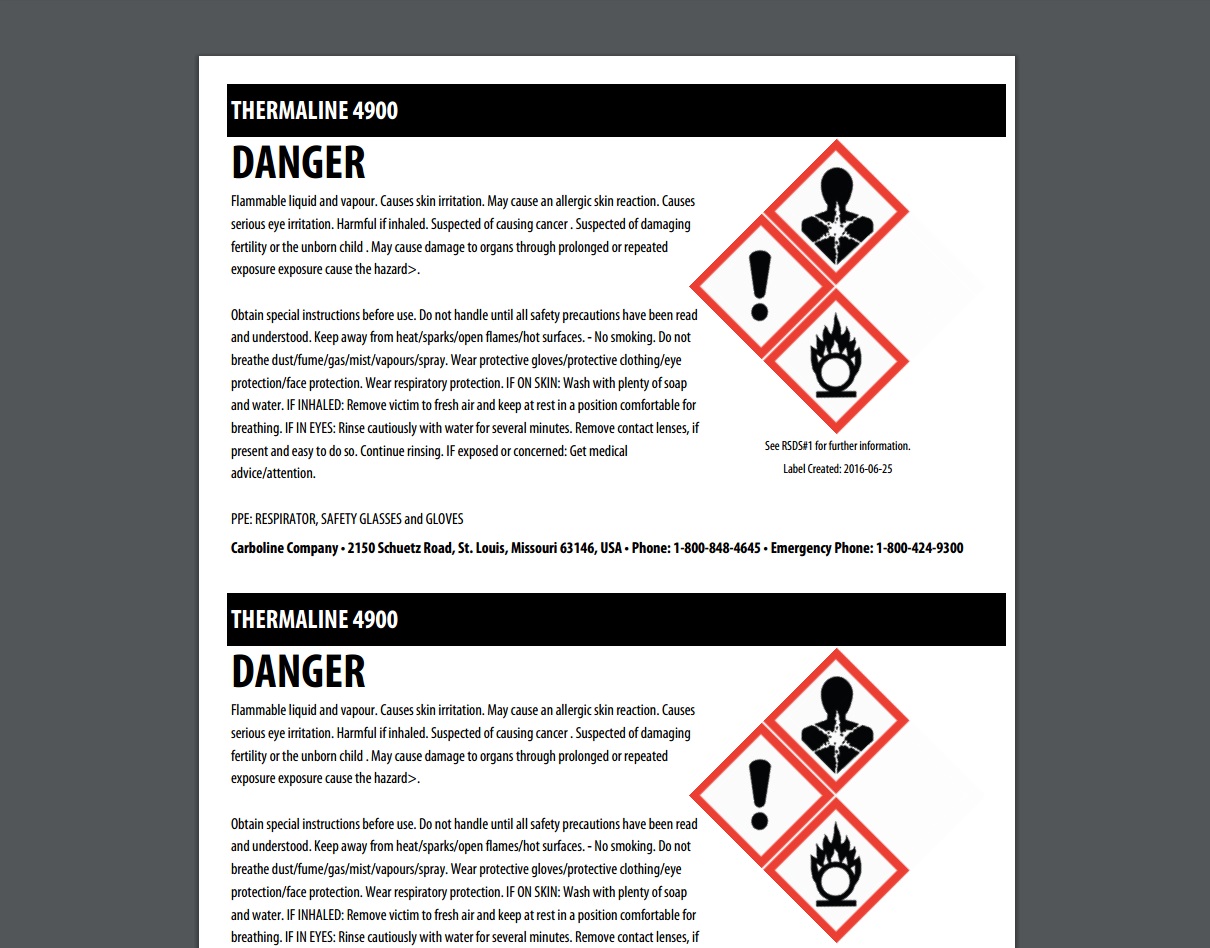 THERMALINE 4900
DANGER
Flammable liquid and vapour. Causes skin irritation. May cause an allergic skin reaction. Causes
serious eye irritation. Harmful if inhaled. Suspected of causing cancer . Suspected of damaging
fertility or the unborn child . May cause damage to organs through prolonged or repeated
exposure exposure cause the hazard>.
Obtain special instructions before use. Do not handle until all safety precautions have been read
and understood. Keep away from heat/sparks/open flames/hot surfaces. - No smoking. Do not
breathe dust/fume/gas/mist/vapours/spray. Wear protective gloves/protective clothing/eye
protection/face protection. Wear respiratory protection. IF ON SKIN: Wash with plenty of soap
and water. IF INHALED: Remove victim to fresh air and keep at rest in a position comfortable for
breathing. IF IN EYES: Rinse cautiously with water for several minutes. Remove contact lenses, if
present and easy to do so. Continue rinsing. IF exposed or concerned: Get medical
advice/attention.
See RSDS#1 for further information.
Label Created: 2016-06-25
PPE: RESPIRATOR, SAFETY GLASSES and GLOVES
Carboline Company • 2150 Schuetz Road, St. Louis, Missouri 63146, USA • Phone: 1-800-848-4645 • Emergency Phone: 1-800-424-9300
THERMALINE 4900
DANGER
Flammable liquid and vapour. Causes skin irritation. May cause an allergic skin reaction. Causes
serious eye irritation. Harmful if inhaled. Suspected of causing cancer . Suspected of damaging
fertility or the unborn child . May cause damage to organs through prolonged or repeated
exposure exposure cause the hazard>.
Obtain special instructions before use. Do not handle until all safety precautions have been read
and understood. Keep away from heat/sparks/open flames/hot surfaces. - No smoking. Do not
breathe dust/fume/gas/mist/vapours/spray. Wear protective gloves/protective clothing/eye
protection/face protection. Wear respiratory protection. IF ON SKIN: Wash with plenty of soap
and water. IF INHALED: Remove victim to fresh air and keep at rest in a position comfortable for
breathing. IF IN EYES: Rinse cautiously with water for several minutes. Remove contact lenses, if